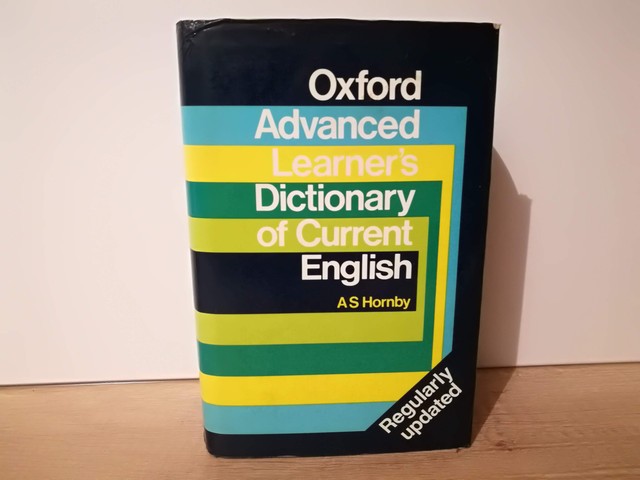 Oxford
Advanced
Learner's
Dictionary
of Current
English
A S Hornby
Regularly
updated